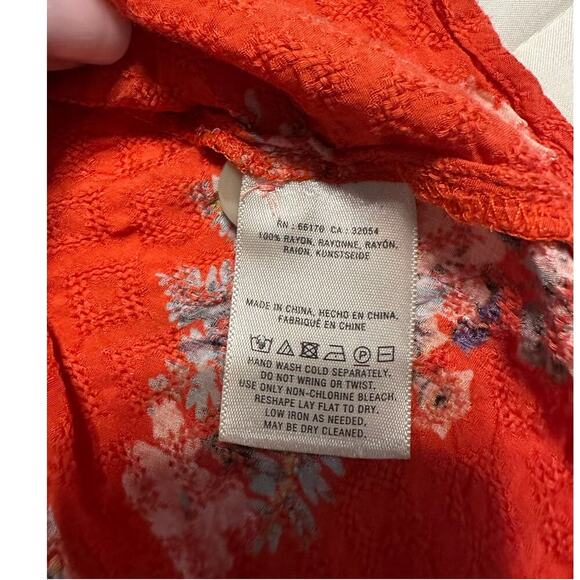 RN : 66170 CA : 32054
100% RAYON, RAYONNE, RAYÓN,
RAION, KUNSTSEIDE
MADE IN CHINA, HECHO EN CHINA,
FABRIQUÉ EN CHINE
HAND WASH COLD SEPARATELY.
DO NOT WRING OR TWIST.
USE ONLY NON-CHLORINE BLEACH.
RESHAPE LAY FLAT TO DRY.
LOW IRON AS NEEDED.
MAY BE DRY CLEANED.